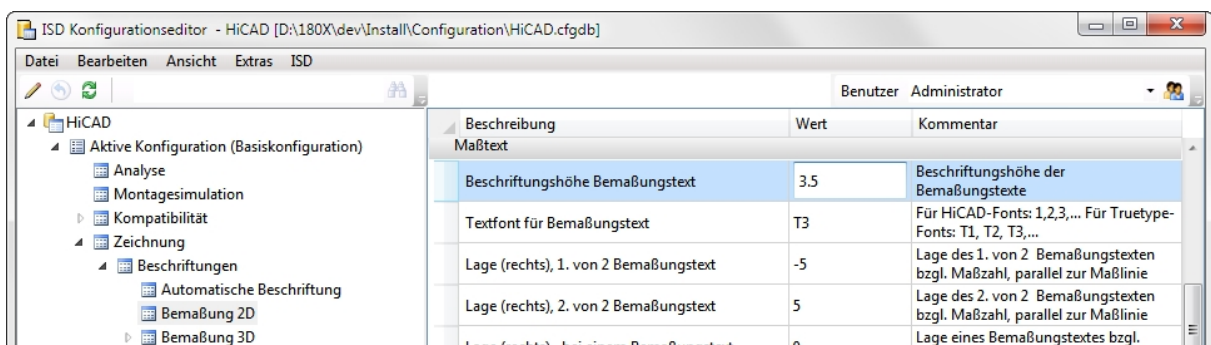 ISD Konfigurationseditor - HiCAD [D:\180X\dev\Install\Configuration\HiCAD.cfgdb]
Datei Bearbeiten Ansicht Extras ISD
Benutzer Administrator
HiCAD
Aktive Konfiguration (Basiskonfiguration)
Analyse
Montagesimulation
Kompatibilität
Zeichnung
Beschriftungen
Automatische Beschriftung
Bemaßung 2D
Bemaßung 3D
Beschreibung Wert Kommentar
Maßtext
Beschriftungshöhe Bemaßungstext 3.5 Beschriftungshöhe der
Bemaßungstexte
Textfont für Bemaßungstext T3 Für HiCAD-Fonts: 1,2,3,... Für Truetype-
Fonts: T1, T2, T3,...
Lage (rechts), 1. von 2 Bemaßungstext -5 Lage des 1. von 2 Bemaßungstexten
bzgl. Maßzahl, parallel zur Maßlinie
Lage (rechts), 2. von 2 Bemaßungstext 5 Lage des 2. von 2 Bemaßungstexten
bzgl. Maßzahl, parallel zur Maßlinie
Lage eines Bemaßungstextes bzgl.